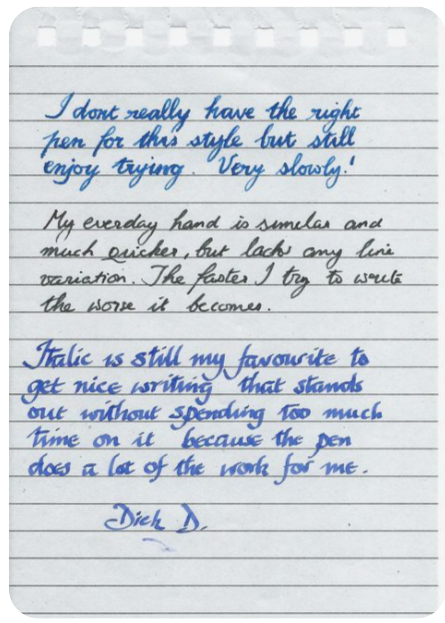 I dont really have the right
pen for this style but still
enjoy trying. Very slowly!
My everday hand is similar and
much quicker, but lacks any line
variation. The faster I try to write
the worse it becomes.
Italic is still my favourite to
get nice writing that stands
out without spending too much
time on it because the pen
does a lot of the work for me.
Dick D.